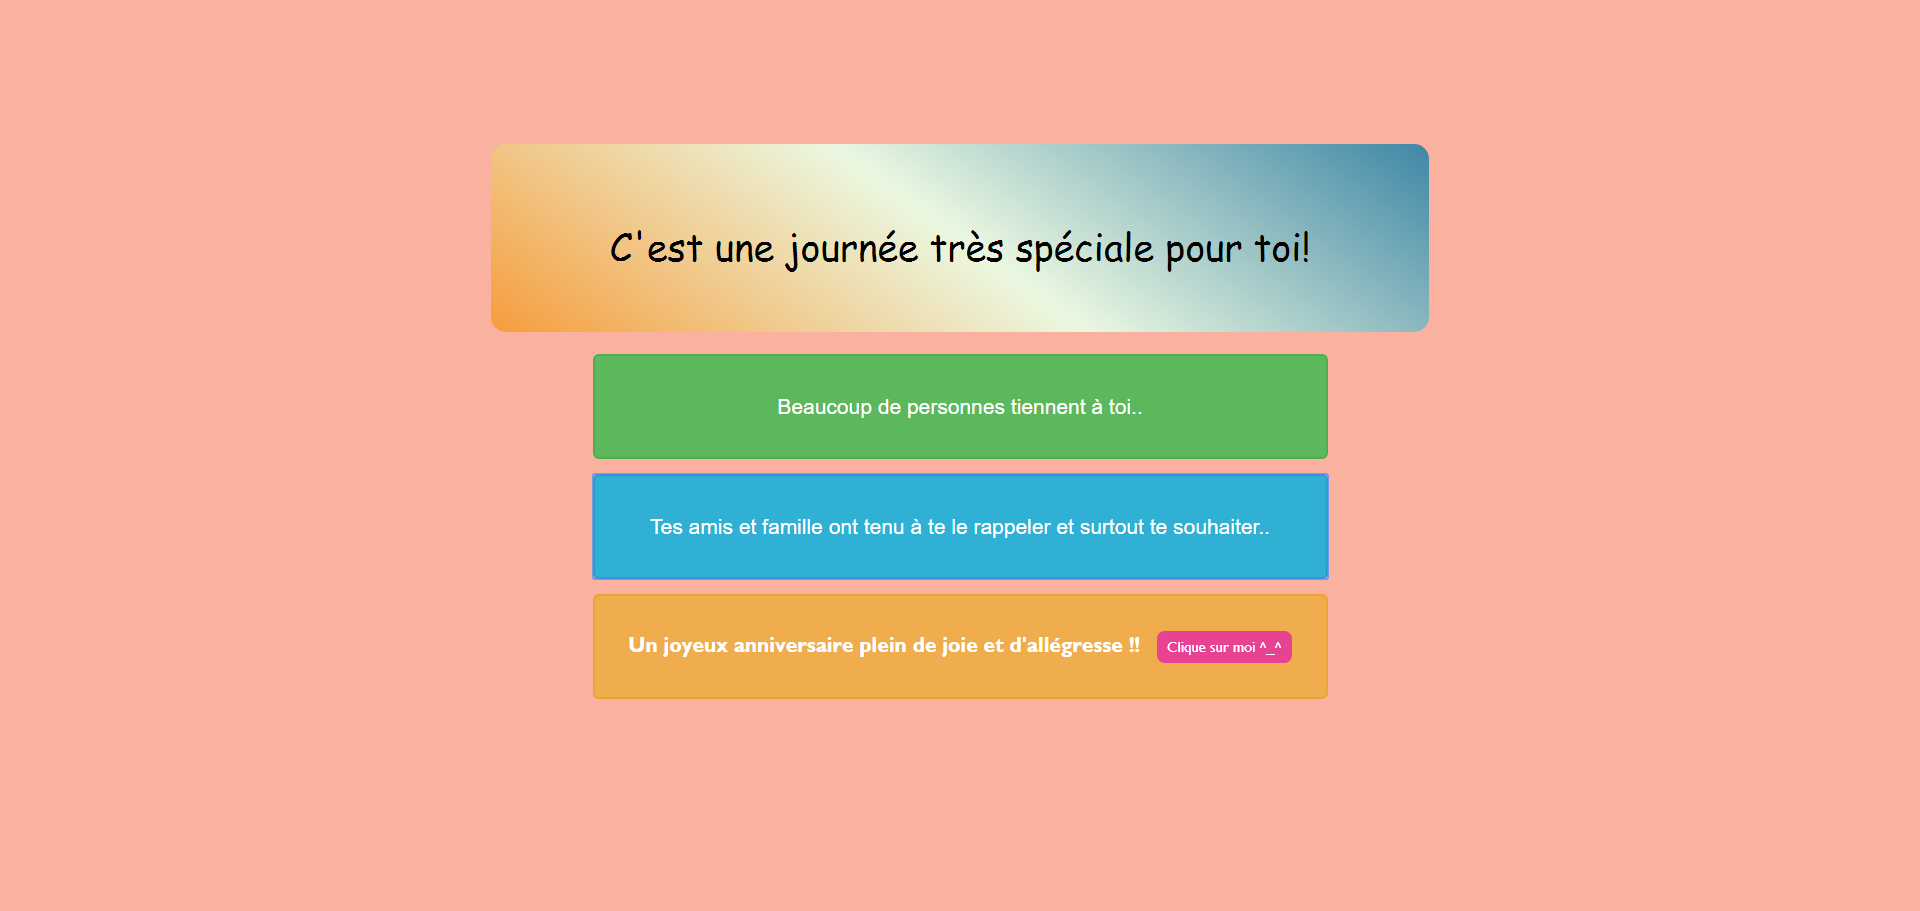 C'est une journée très spéciale pour toi!
Beaucoup de personnes tiennent à toi..
Tes amis et famille ont tenu à te le rappeler et surtout te souhaiter..
Un joyeux anniversaire plein de joie et d'allégresse !! Clique sur moi ^_^